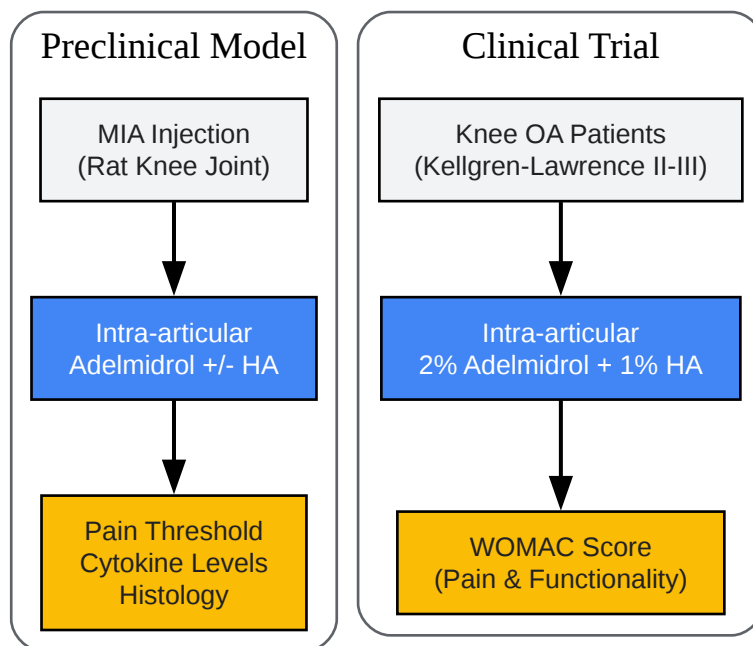 Preclinical Model
MIA Injection
(Rat Knee Joint)
Intra-articular
Adelmidrol +/- HA
Pain Threshold
Cytokine Levels
Histology
Clinical Trial
Knee OA Patients
(Kellgren-Lawrence II-III)
Intra-articular
2% Adelmidrol + 1% HA
WOMAC Score
(Pain & Functionality)